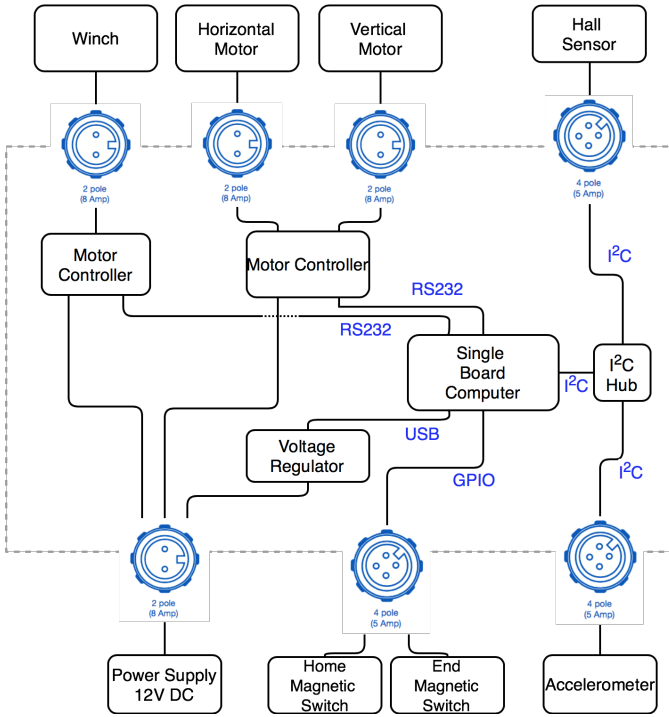 Winch
Horizontal
Motor
Vertical
Motor
Hall
Sensor
2 pole
(8 Amp)
2 pole
(8 Amp)
2 pole
(8 Amp)
4 pole
(5 Amp)
Motor
Controller
Motor Controller
I²C
RS232
RS232
Single
Board
Computer
I²C
I²C
Hub
USB
Voltage
Regulator
GPIO
I²C
2 pole
(8 Amp)
4 pole
(5 Amp)
4 pole
(5 Amp)
Power Supply
12V DC
Home
Magnetic
Switch
End
Magnetic
Switch
Accelerometer